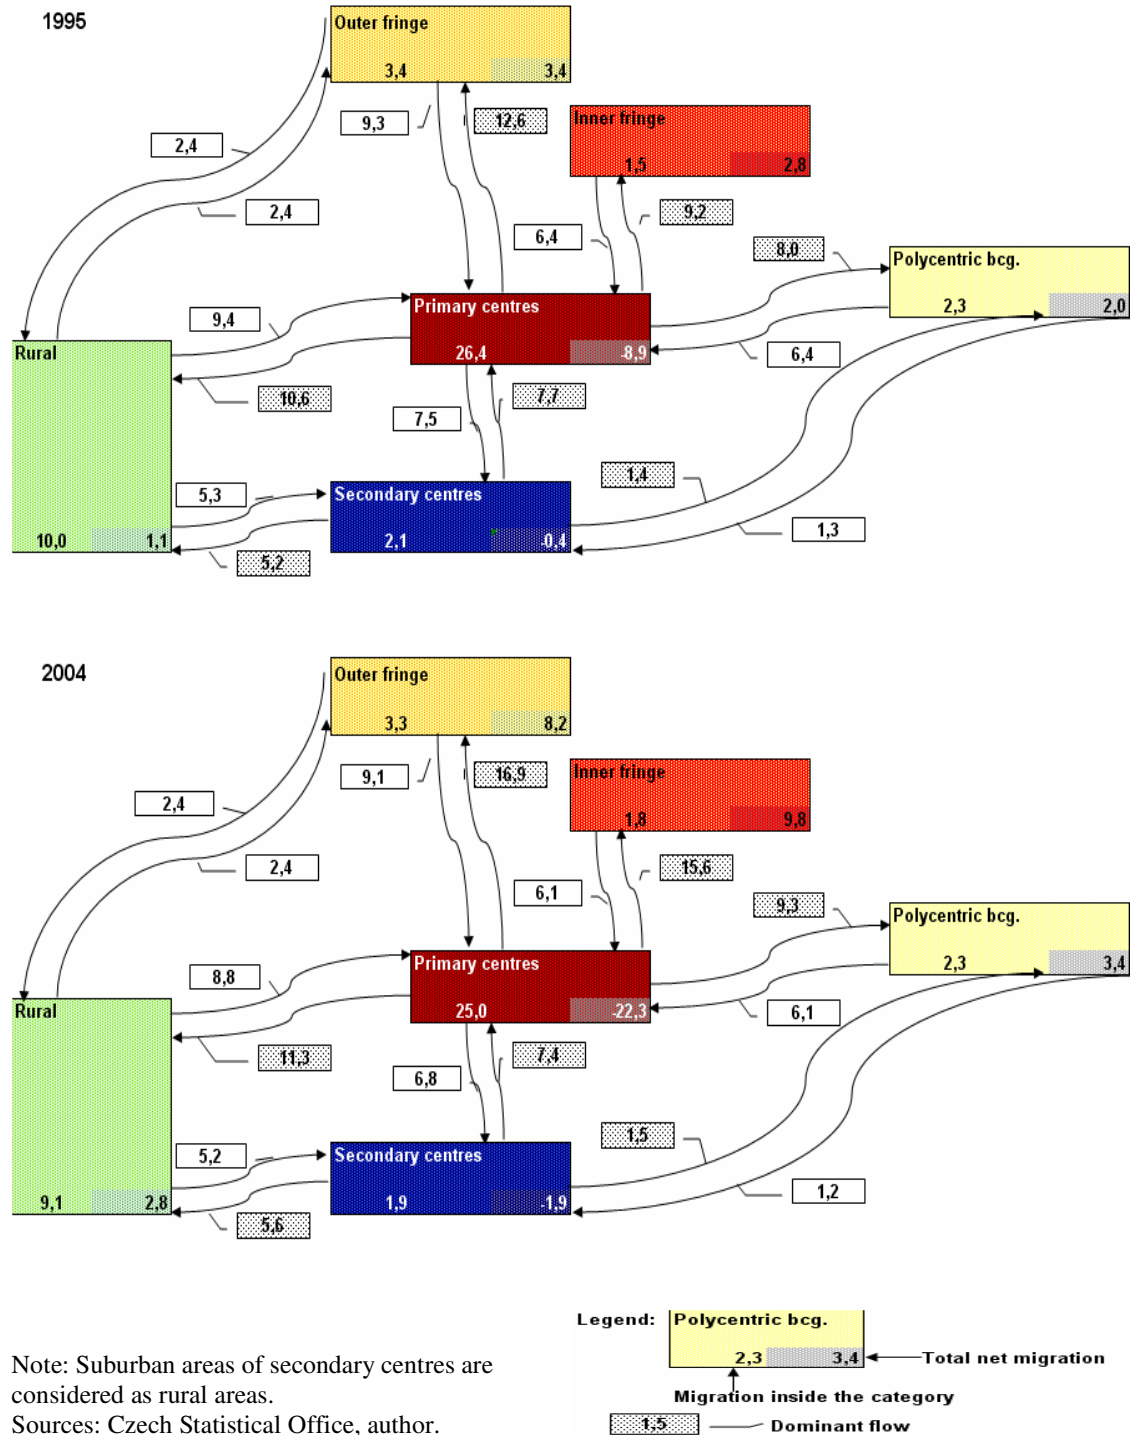 1995
Outer fringe
3,4 3,4
9,3
12,6
Inner fringe
1,5 2,8
2,4
2,4
9,2
6,4
8,0
Polycentric bcg.
2,3 2,0
Primary centres
26,4 -8,9
9,4
6,4
Rural
10,0 1,1
10,6
7,7
7,5
1,4
Secondary centres
2,1 -0,4
5,3
1,3
5,2
2004
Outer fringe
3,3 8,2
9,1
16,9
Inner fringe
1,8 9,8
2,4
2,4
15,6
6,1
9,3
Polycentric bcg.
2,3 3,4
Primary centres
25,0 -22,3
8,8
6,1
Rural
9,1 2,8
11,3
7,4
6,8
1,5
Secondary centres
1,9 -1,9
5,2
1,2
5,6
Legend:
Polycentric bcg.
2,3 3,4
Total net migration
Migration inside the category
1,5
Dominant flow
Note: Suburban areas of secondary centres are
considered as rural areas.
Sources: Czech Statistical Office, author.